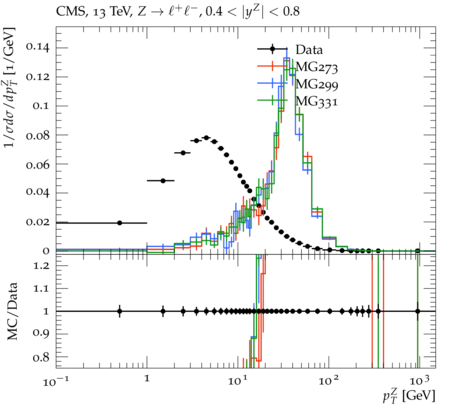 CMS, 13 TeV, Z → ℓ⁺ℓ⁻, 0.4 < |y^Z| < 0.8
1/σdσ/dp_T^Z [1/GeV]
0.14
0.12
0.1
0.08
0.06
0.04
0.02
0
Data
MG273
MG299
MG331
MC/Data
1.2
1.1
1
0.9
0.8
10⁻¹
1
10¹
10²
10³
p_T^Z [GeV]